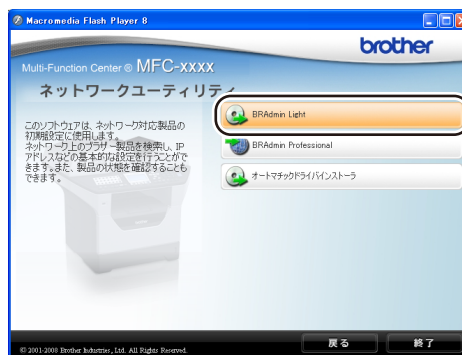 Macromedia Flash Player 8
brother
Multi-Function Center ® MFC-xxxx
ネットワークユーティリティ
このソフトウェアは、ネットワーク対応製品の
初期設定に使用します。
ネットワーク上のブラザー製品を検索し、IP
アドレスなどの基本的な設定を行うことがで
きます。また、製品の状態を確認することも
できます。
BRAdmin Light
BRAdmin Professional
オートマチックドライバインストーラ
戻る
終了
© 2001-2008 Brother Industries, Ltd. All Rights Reserved.